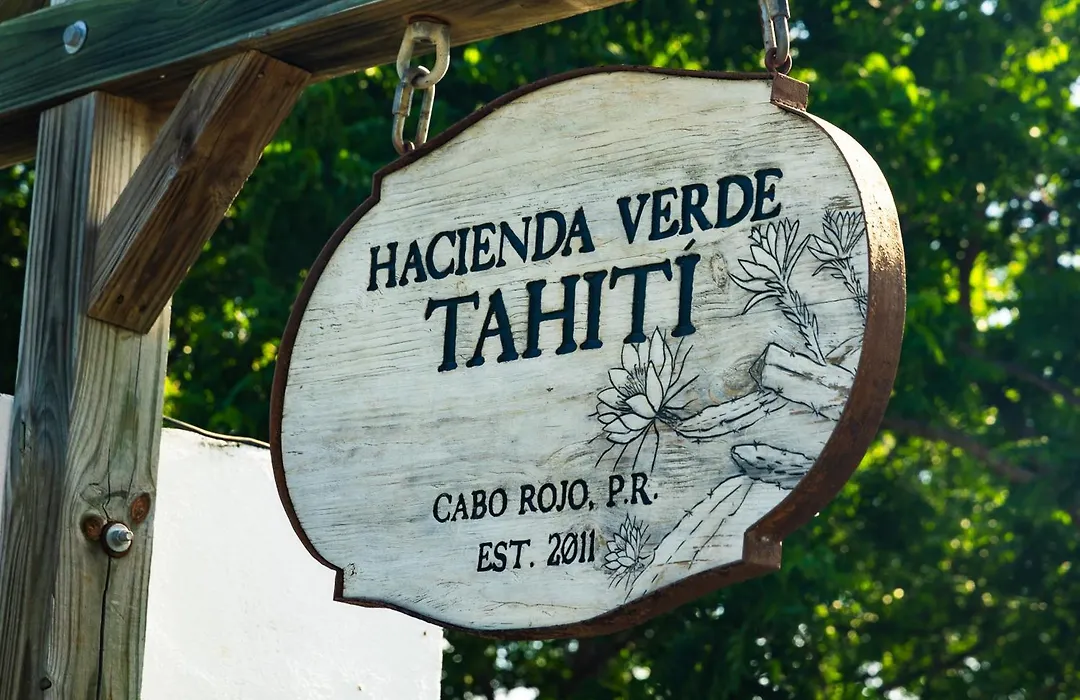 HACIENDA VERDE
TAHITÍ
CABO ROJO, P.R.
EST. 2011